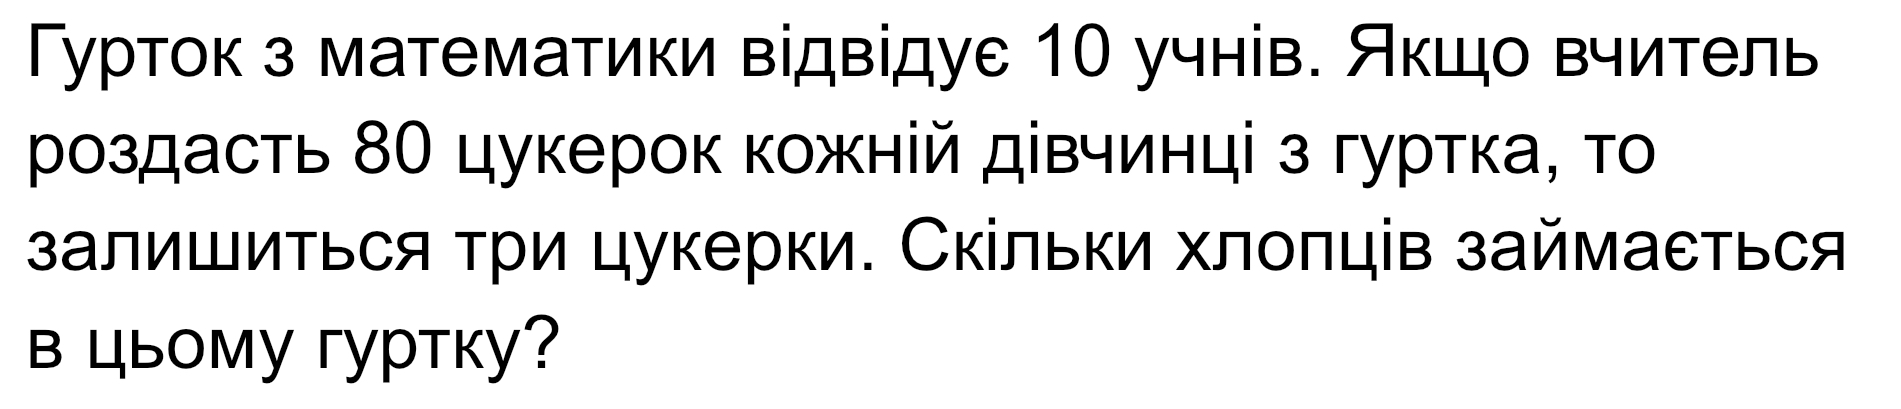 Гурток з математики відвідує 10 учнів. Якщо вчитель
роздасть 80 цукерок кожній дівчинці з гуртка, то
залишиться три цукерки. Скільки хлопців займається
в цьому гуртку?